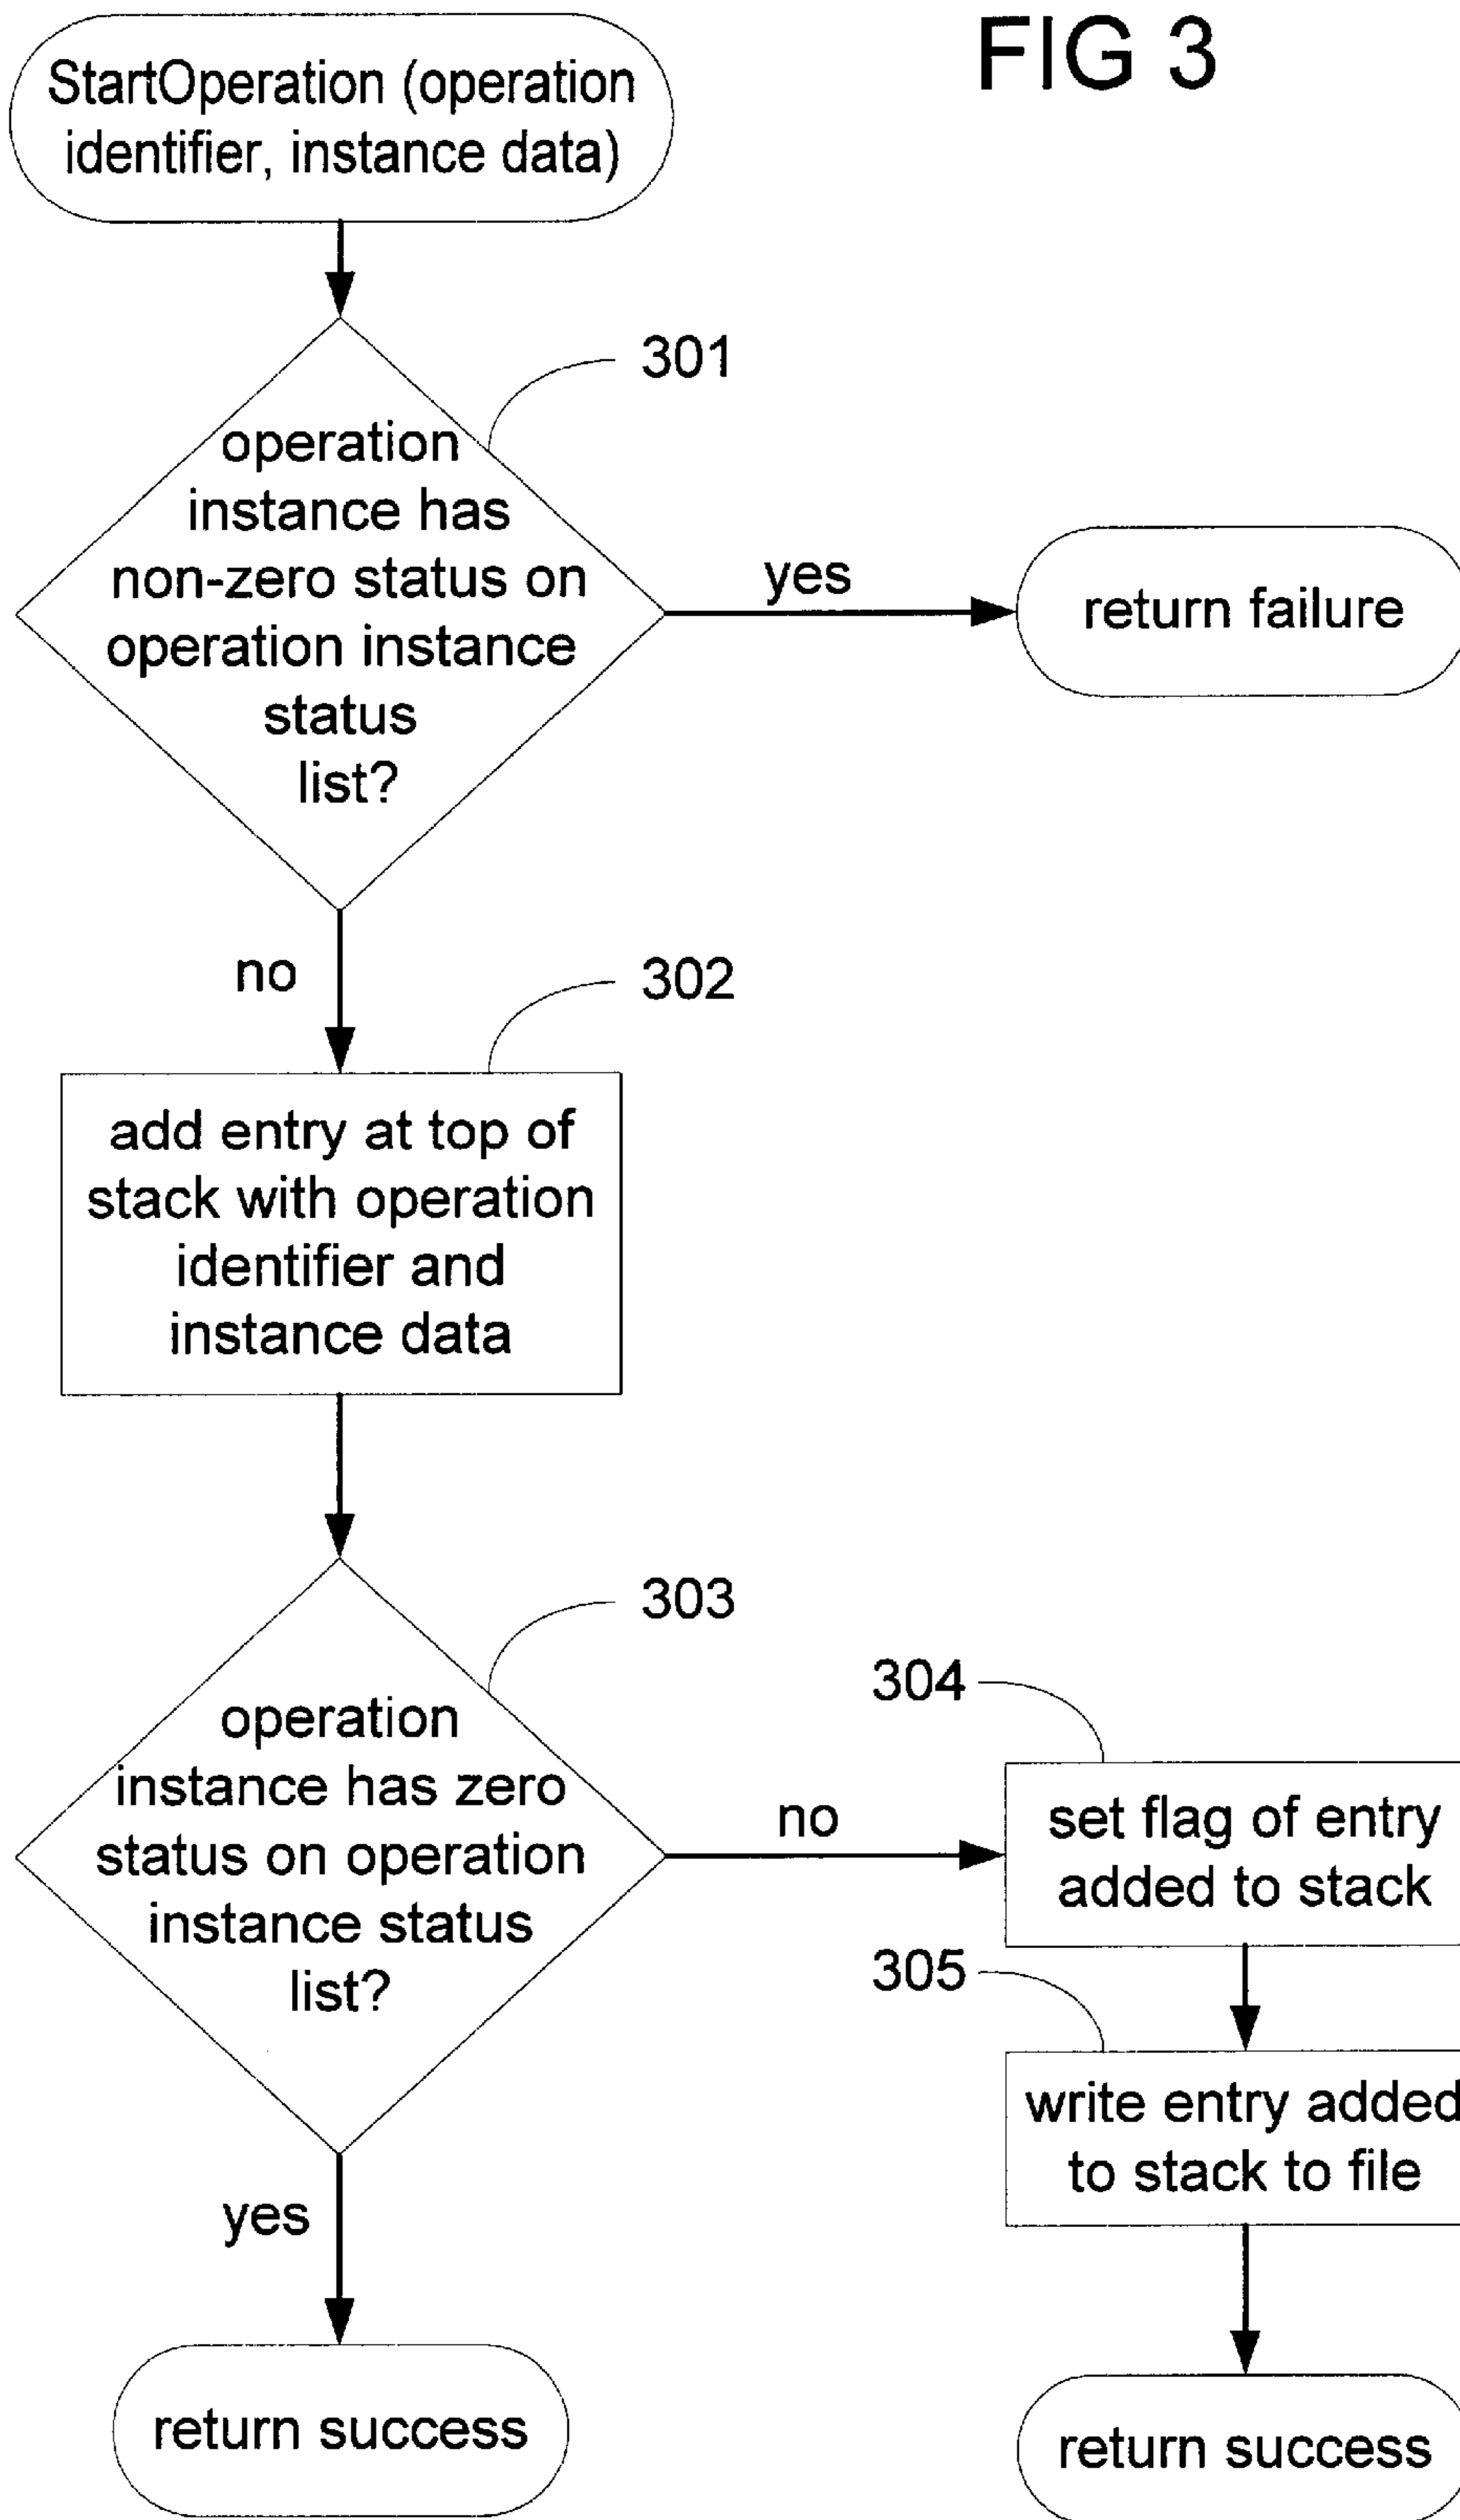 FIG 3
StartOperation (operation
identifier, instance data)
301
operation
instance has
non-zero status on
operation instance
status
list?
yes
return failure
no
302
add entry at top of
stack with operation
identifier and
instance data
303
operation
instance has zero
status on operation
instance status
list?
no
304
set flag of entry
added to stack
305
write entry added
to stack to file
yes
return success
return success